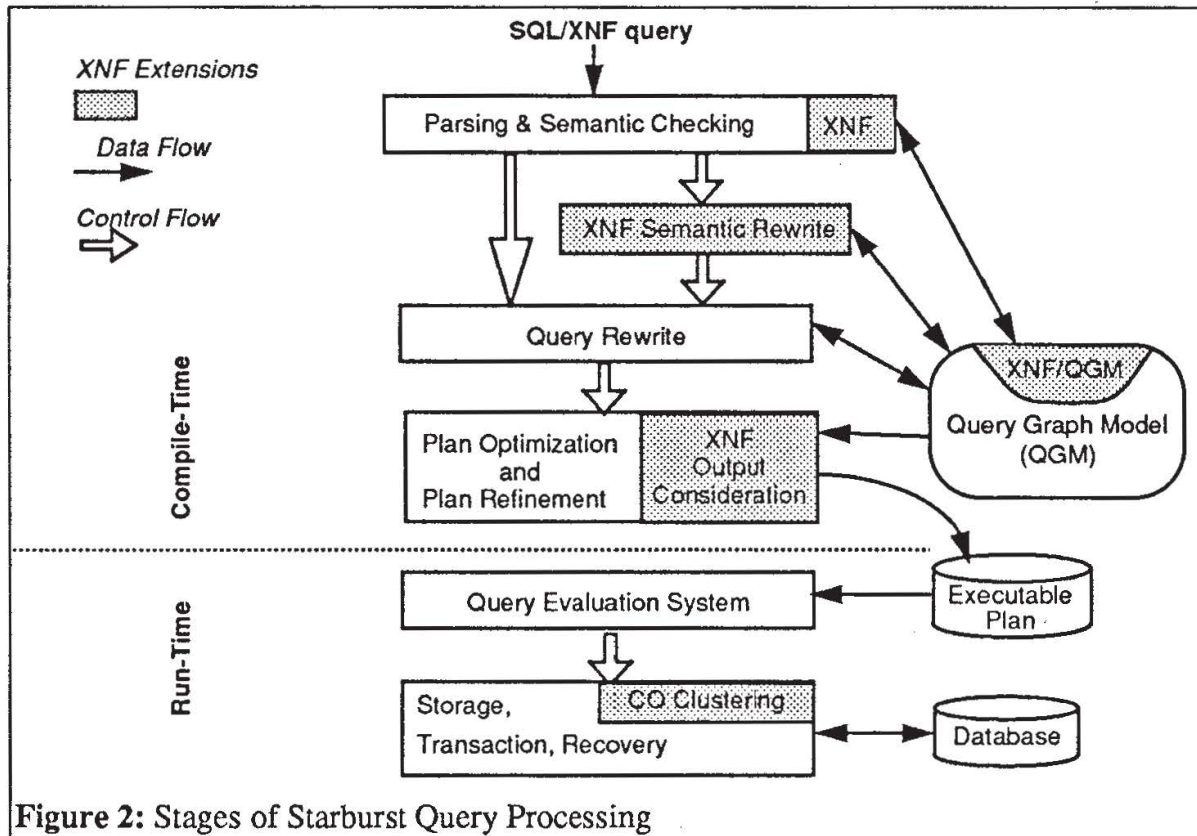 SQL/XNF query
XNF Extensions
Data Flow
Control Flow
Parsing & Semantic Checking
XNF
XNF Semantic Rewrite
Query Rewrite
XNF/QGM
Query Graph Model
(QGM)
Compile-Time
Plan Optimization
and
Plan Refinement
XNF
Output
Consideration
Run-Time
Query Evaluation System
Executable
Plan
CO Clustering
Storage,
Transaction, Recovery
Database
Figure 2: Stages of Starburst Query Processing